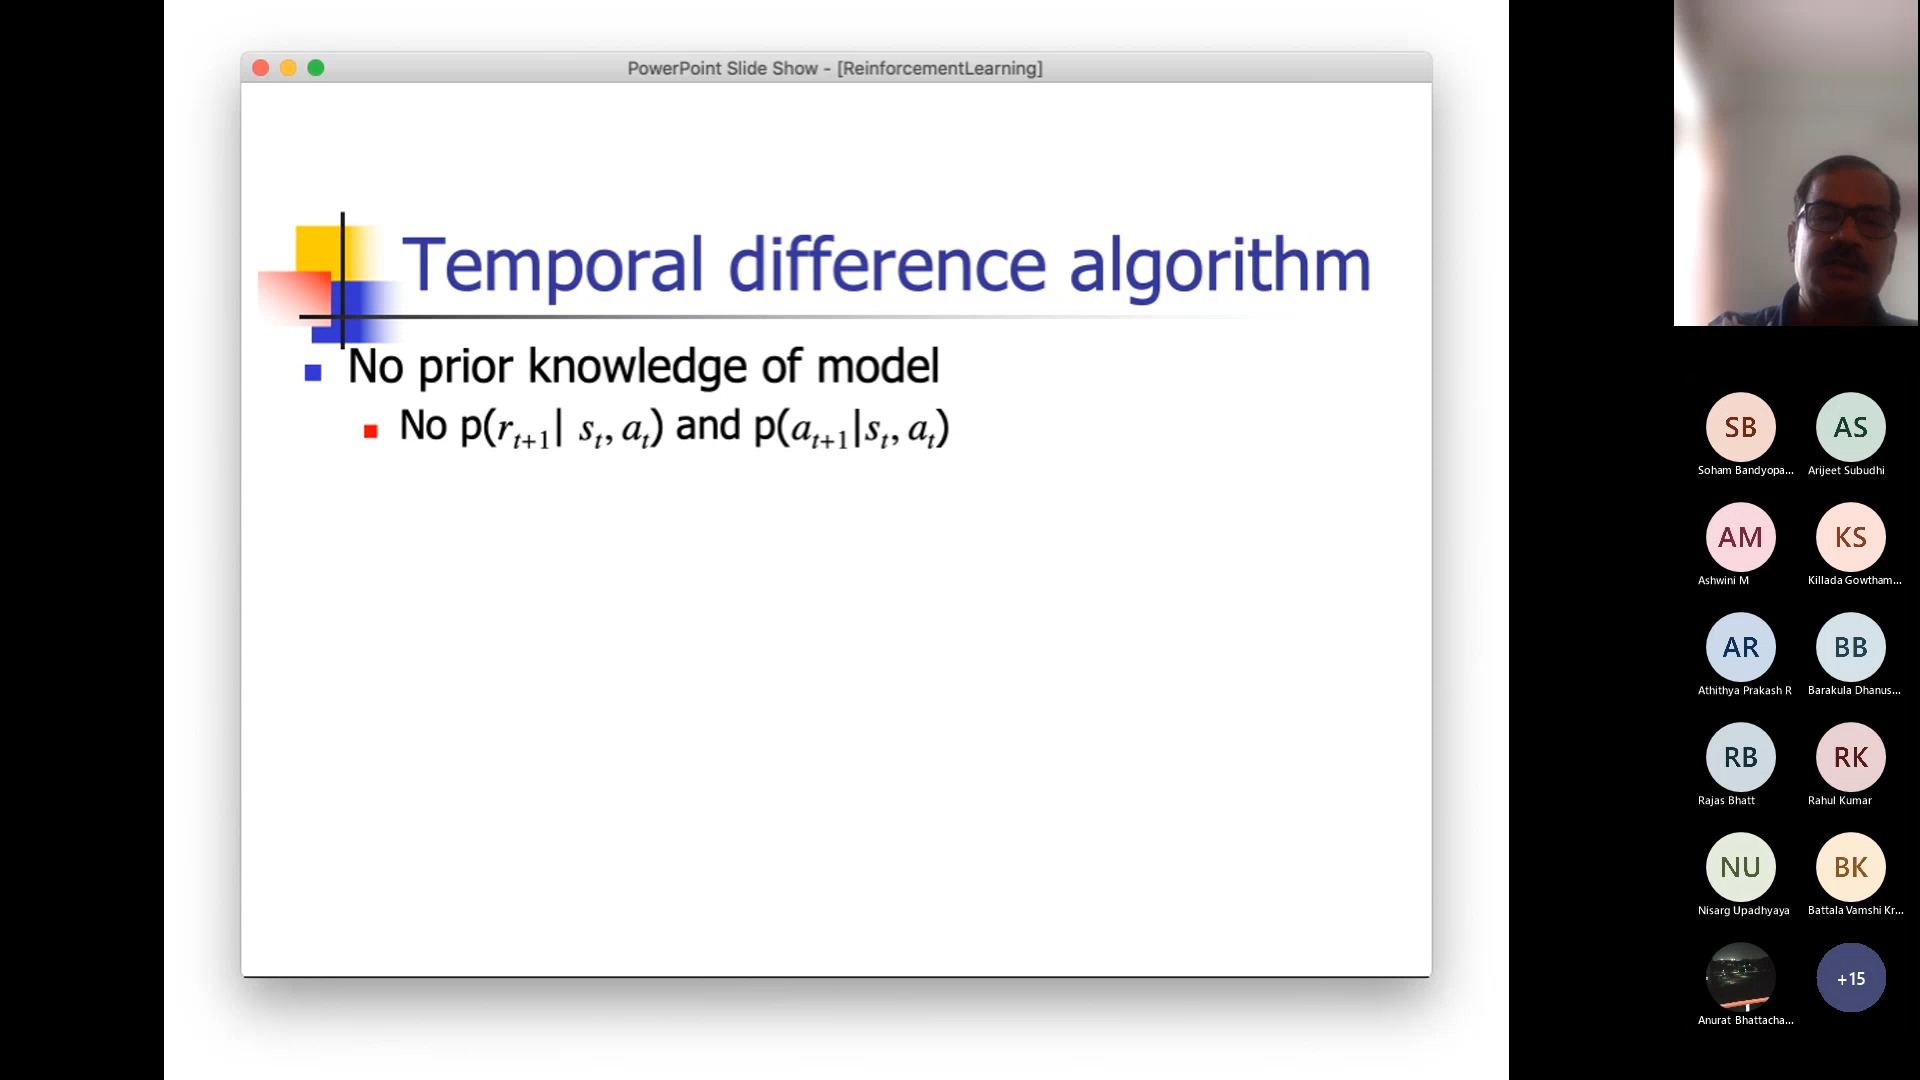 PowerPoint Slide Show - [ReinforcementLearning]
Temporal difference algorithm
No prior knowledge of model
No p(r_{t+1}| s_t, a_t) and p(a_{t+1}|s_t, a_t)
SB
AS
Soham Bandyopa...
Arijeet Subudhi
AM
KS
Ashwini M
Killada Gowtham...
AR
BB
Athithya Prakash R
Barakula Dhanus...
RB
RK
Rajas Bhatt
Rahul Kumar
NU
BK
Nisarg Upadhyaya
Battala Vamshi Kr...
+15
Anurat Bhattacha...